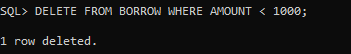 SQL> DELETE FROM BORROW WHERE AMOUNT < 1000;
1 row deleted.